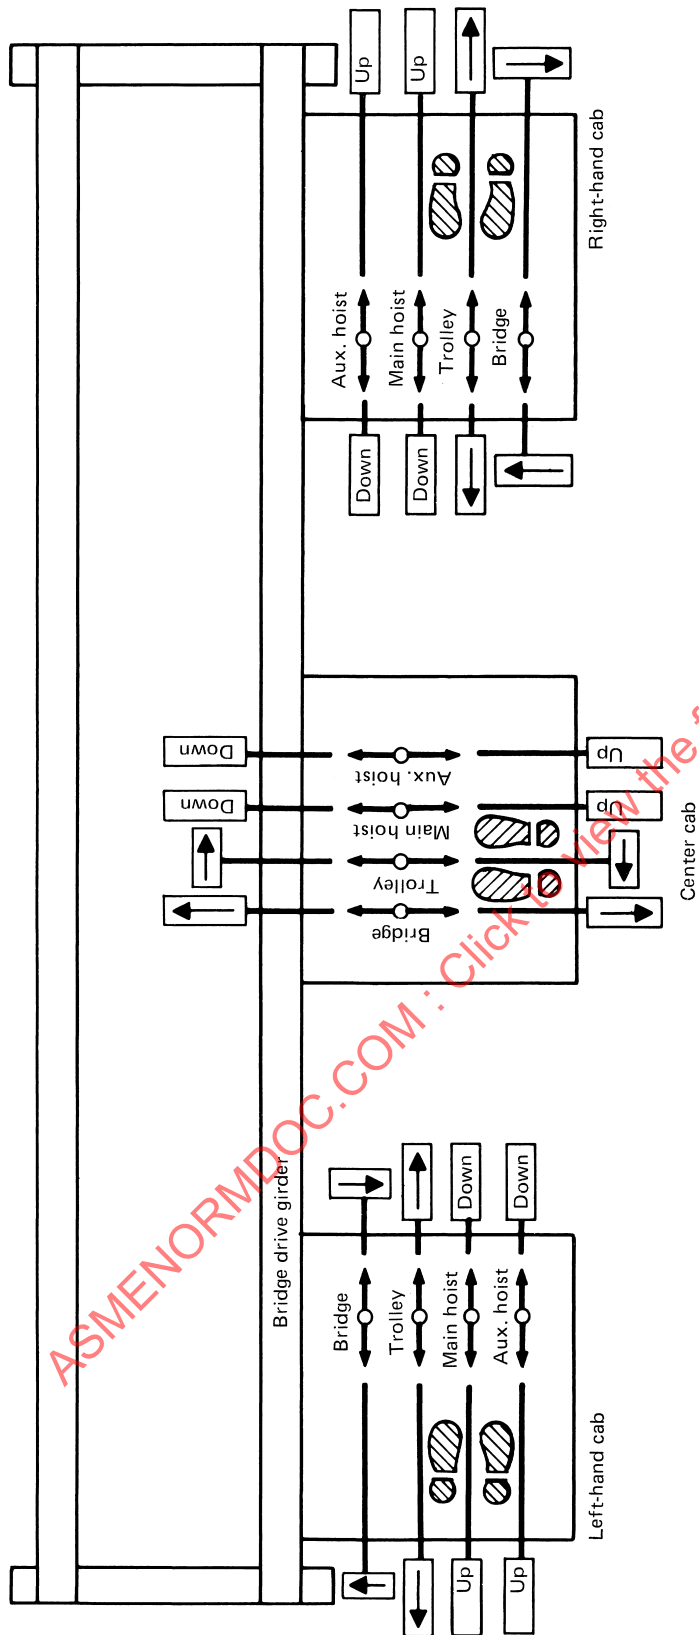 Bridge drive girder
Left-hand cab
Up
Up
Bridge
Trolley
Main hoist
Aux. hoist
Down
Down
Center cab
Down
Down
Bridge
Trolley
Main hoist
Aux. hoist
Up
Up
Right-hand cab
Down
Down
Aux. hoist
Main hoist
Trolley
Bridge
Up
Up
ASMENORMDOC.COM : Click to view the f